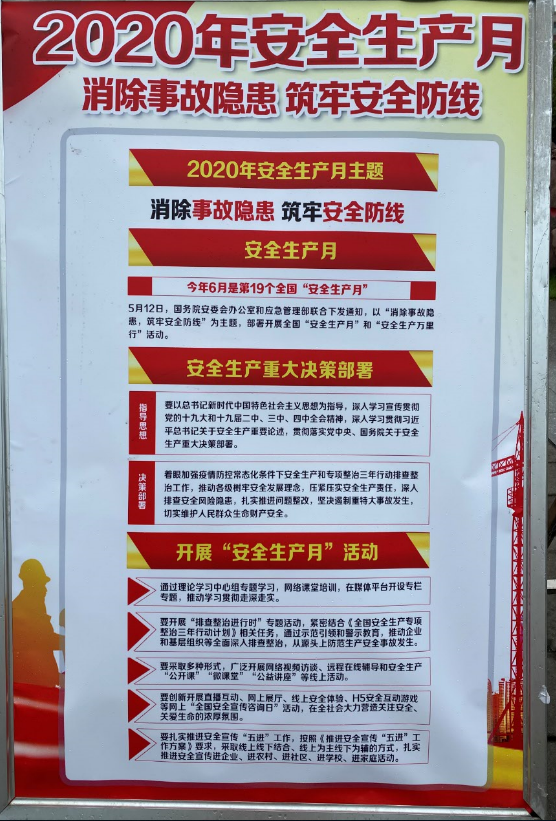 2020年安全生产月
消除事故隐患 筑牢安全防线
2020年安全生产月主题
消除事故隐患 筑牢安全防线
安全生产月
今年6月是第19个全国“安全生产月”
5月12日，国务院安委会办公室和应急管理部联合下发通知，以“消除事故隐
患，筑牢安全防线”为主题，部署开展全国“安全生产月”和“安全生产万里
行”活动。
安全生产重大决策部署
指导思想
要以总书记新时代中国特色社会主义思想为指导，深入学习宣传贯彻
党的十九大和十九届二中、三中、四中全会精神，深入学习贯彻习近
平总书记关于安全生产重要论述，贯彻落实党中央、国务院关于安全
生产重大决策部署。
决策部署
着眼加强疫情防控常态化条件下安全生产和专项整治三年行动排查整
治工作，推动各级树牢安全发展理念，压紧压实安全生产责任，深入
排查安全风险隐患，扎实推进问题整改，坚决遏制重特大事故发生，
切实维护人民群众生命财产安全。
开展“安全生产月”活动
通过理论学习中心组专题学习，网络课堂培训，在媒体平台开设专栏
专题，推动学习贯彻走深走实。
要开展“排查整治进行时”专题活动，紧密结合《全国安全生产专项
整治三年行动计划》相关任务，通过示范引领和警示教育，推动企业
和基层组织等全面深入排查整治，从源头上防范生产安全事故发生。
要采取多种形式，广泛开展网络视频访谈、远程在线辅导和安全生产
“公开课”“微课堂”“公益讲座”等线上活动。
要创新开展直播互动、网上展厅、线上安全体验、H5安全互动游戏
等网上“全国安全宣传咨询日”活动，在全社会大力营造关注安全、
关爱生命的浓厚氛围。
要扎实推进安全宣传“五进”工作，按照《推进安全宣传“五进”工
作方案》要求，采取线上线下结合、线上为主线下为辅的方式，扎实
推进安全宣传进企业、进农村、进社区、进学校、进家庭活动。